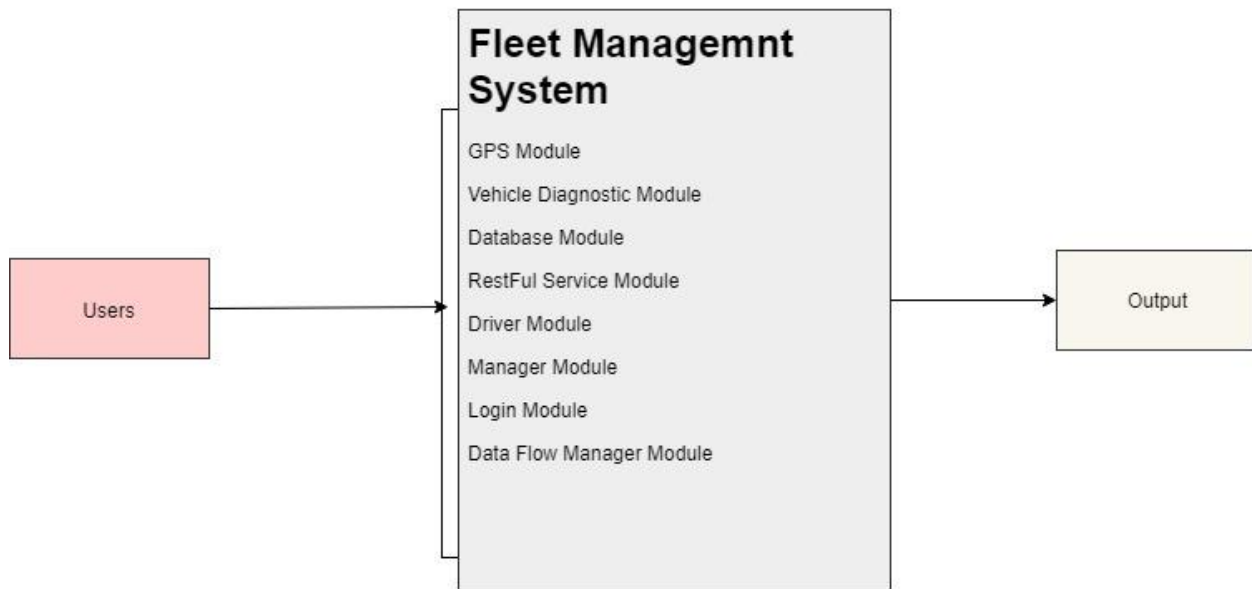 Fleet Managemnt
System
GPS Module
Vehicle Diagnostic Module
Database Module
RestFul Service Module
Driver Module
Manager Module
Login Module
Data Flow Manager Module
Users
Output